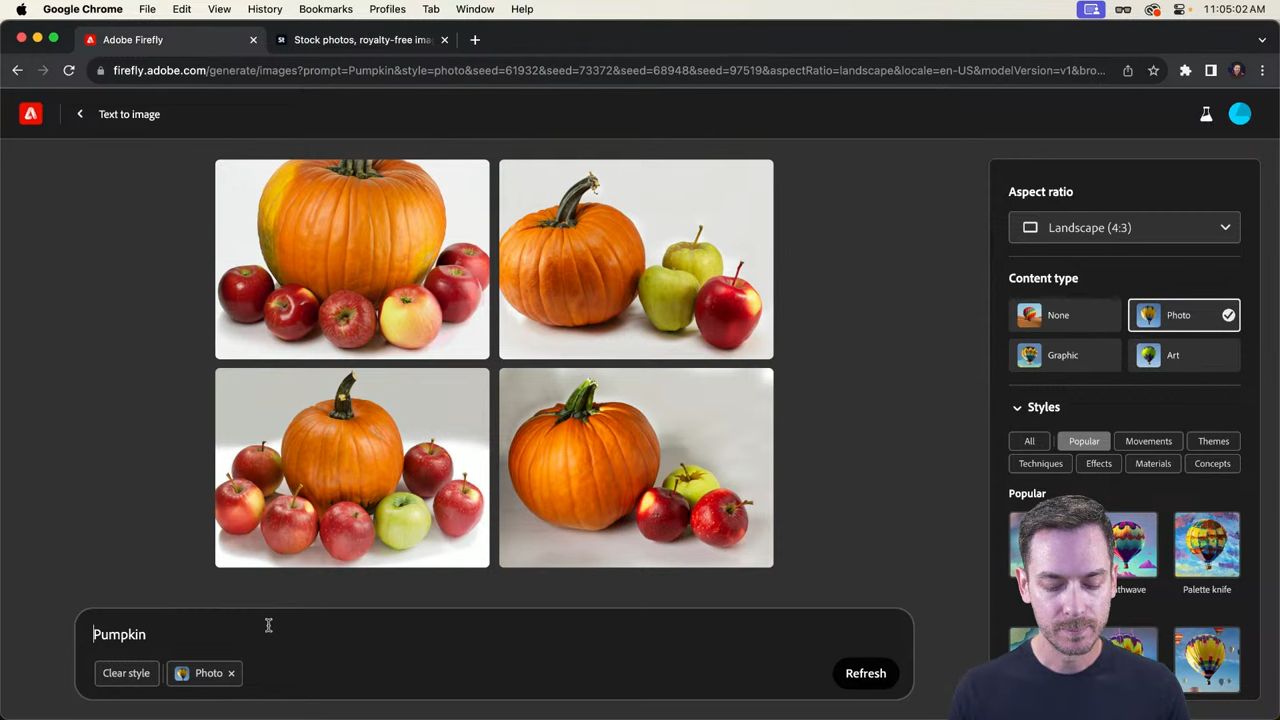 Google Chrome File Edit View History Bookmarks Profiles Tab Window Help 11:05:02 AM
Adobe Firefly St Stock photos, royalty-free ima
firefly.adobe.com/generate/images?prompt=Pumpkin&style=photo&seed=61932&seed=73372&seed=68948&seed=97519&aspectRatio=landscape&locale=en-US&modelVersion=v1&bro...
Text to image
Aspect ratio
Landscape (4:3)
Content type
None Photo
Graphic Art
Styles
All Popular Movements Themes
Techniques Effects Materials Concepts
Popular
Palette knife
Pumpkin
Clear style Photo
Refresh